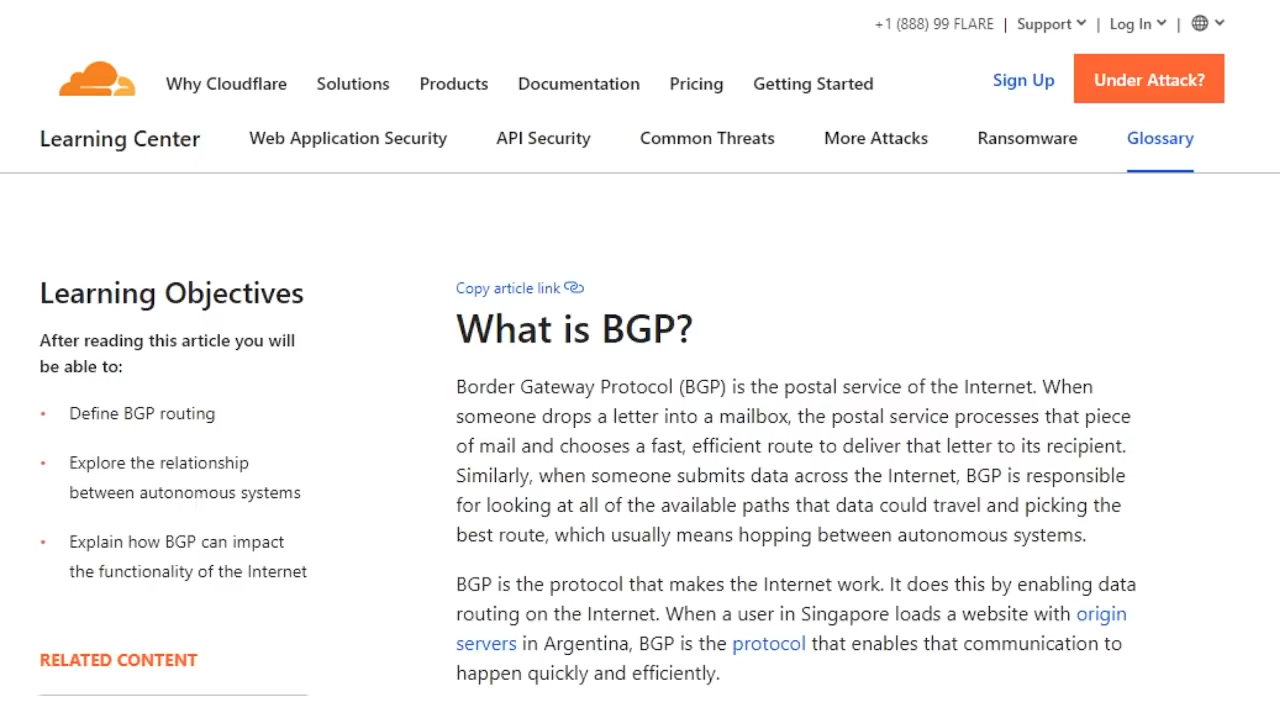 +1 (888) 99 FLARE | Support | Log In |
Why Cloudflare Solutions Products Documentation Pricing Getting Started Sign Up Under Attack?
Learning Center Web Application Security API Security Common Threats More Attacks Ransomware Glossary
Learning Objectives
After reading this article you will
be able to:
• Define BGP routing
• Explore the relationship
between autonomous systems
• Explain how BGP can impact
the functionality of the Internet
RELATED CONTENT
Copy article link
What is BGP?
Border Gateway Protocol (BGP) is the postal service of the Internet. When
someone drops a letter into a mailbox, the postal service processes that piece
of mail and chooses a fast, efficient route to deliver that letter to its recipient.
Similarly, when someone submits data across the Internet, BGP is responsible
for looking at all of the available paths that data could travel and picking the
best route, which usually means hopping between autonomous systems.
BGP is the protocol that makes the Internet work. It does this by enabling data
routing on the Internet. When a user in Singapore loads a website with origin
servers in Argentina, BGP is the protocol that enables that communication to
happen quickly and efficiently.